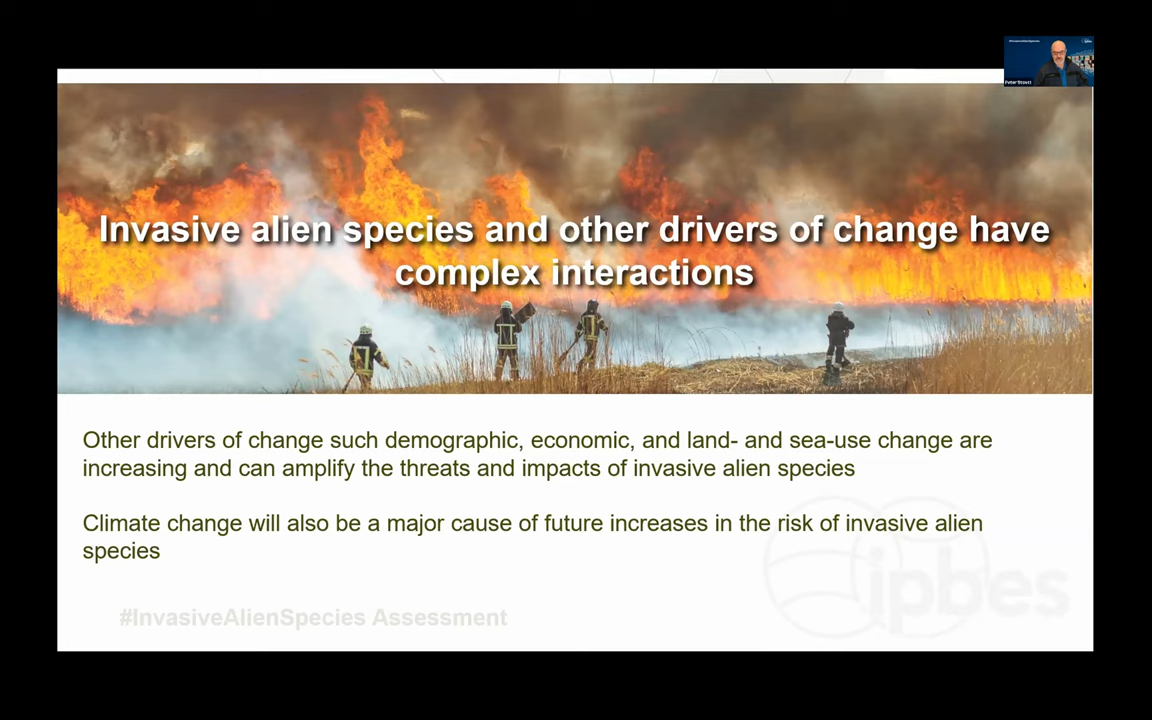 Peter Stoett
Invasive alien species and other drivers of change have
complex interactions
Other drivers of change such demographic, economic, and land- and sea-use change are
increasing and can amplify the threats and impacts of invasive alien species
Climate change will also be a major cause of future increases in the risk of invasive alien
species
ipbes
#InvasiveAlienSpecies Assessment